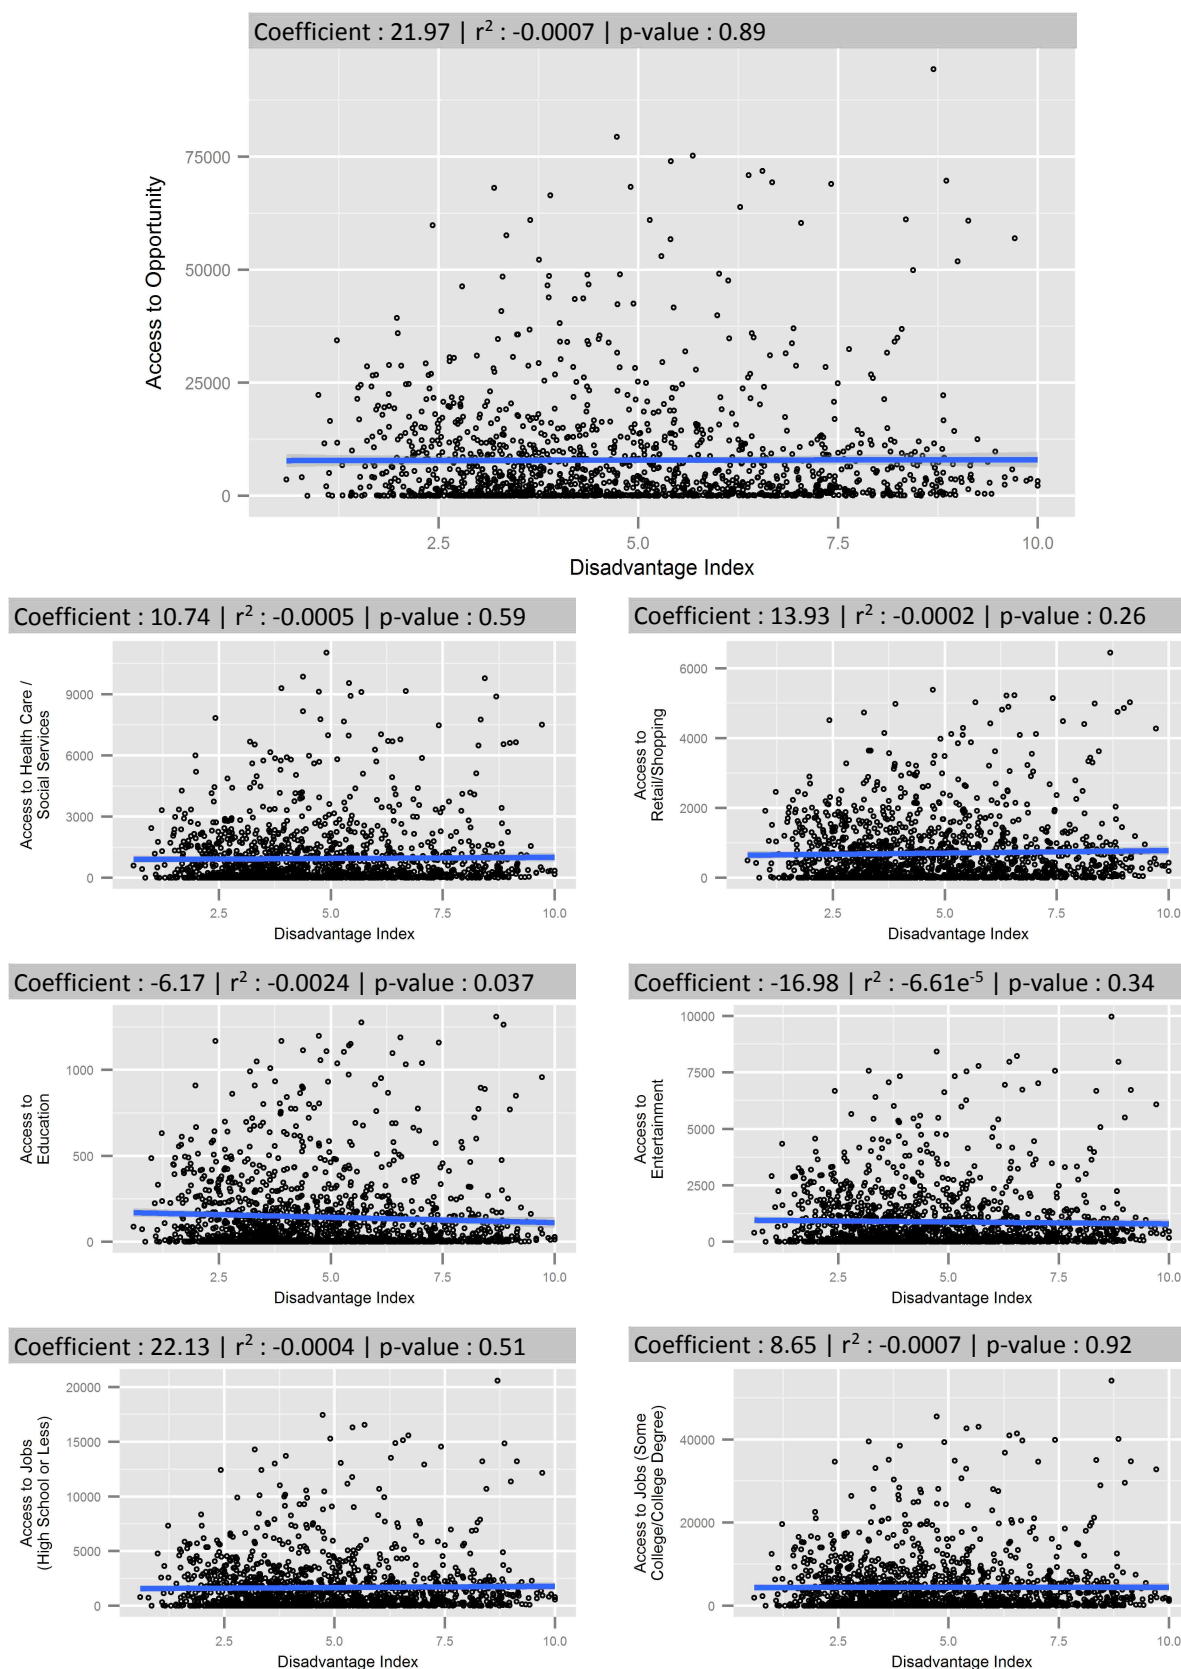 Coefficient : 21.97 | r² : -0.0007 | p-value : 0.89
Access to Opportunity
75000
50000
25000
0
2.5 5.0 7.5 10.0
Disadvantage Index
Coefficient : 10.74 | r² : -0.0005 | p-value : 0.59
Access to Health Care /
Social Services
9000
6000
3000
0
2.5 5.0 7.5 10.0
Disadvantage Index
Coefficient : 13.93 | r² : -0.0002 | p-value : 0.26
Access to
Retail/Shopping
6000
4000
2000
0
2.5 5.0 7.5 10.0
Disadvantage Index
Coefficient : -6.17 | r² : -0.0024 | p-value : 0.037
Access to
Education
1000
500
0
2.5 5.0 7.5 10.0
Disadvantage Index
Coefficient : -16.98 | r² : -6.61e⁻⁵ | p-value : 0.34
Access to
Entertainment
10000
7500
5000
2500
0
2.5 5.0 7.5 10.0
Disadvantage Index
Coefficient : 22.13 | r² : -0.0004 | p-value : 0.51
Access to Jobs
(High School or Less)
20000
15000
10000
5000
0
2.5 5.0 7.5 10.0
Disadvantage Index
Coefficient : 8.65 | r² : -0.0007 | p-value : 0.92
Access to Jobs (Some
College/College Degree)
40000
20000
0
2.5 5.0 7.5 10.0
Disadvantage Index